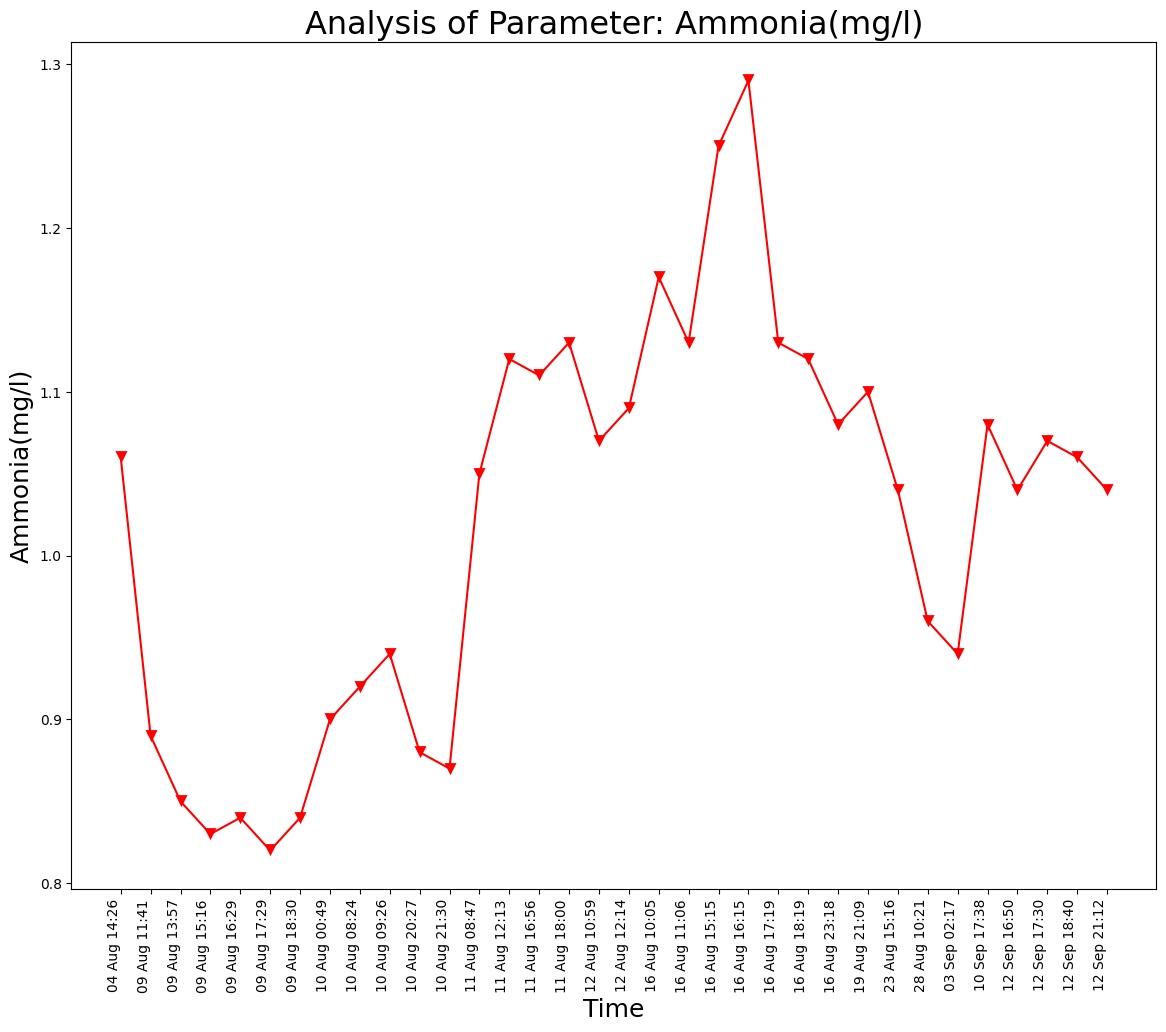 Analysis of Parameter: Ammonia(mg/l)
Ammonia(mg/l)
1.3
1.2
1.1
1.0
0.9
0.8
04 Aug 14:26
09 Aug 11:41
09 Aug 13:57
09 Aug 15:16
09 Aug 16:29
09 Aug 17:29
09 Aug 18:30
10 Aug 00:49
10 Aug 08:24
10 Aug 09:26
10 Aug 20:27
10 Aug 21:30
11 Aug 08:47
11 Aug 12:13
11 Aug 16:56
11 Aug 18:00
12 Aug 10:59
12 Aug 12:14
16 Aug 10:05
16 Aug 11:06
16 Aug 15:15
16 Aug 16:15
16 Aug 17:19
16 Aug 18:19
16 Aug 23:18
19 Aug 21:09
23 Aug 15:16
28 Aug 10:21
03 Sep 02:17
10 Sep 17:38
12 Sep 16:50
12 Sep 17:30
12 Sep 18:40
12 Sep 21:12
Time